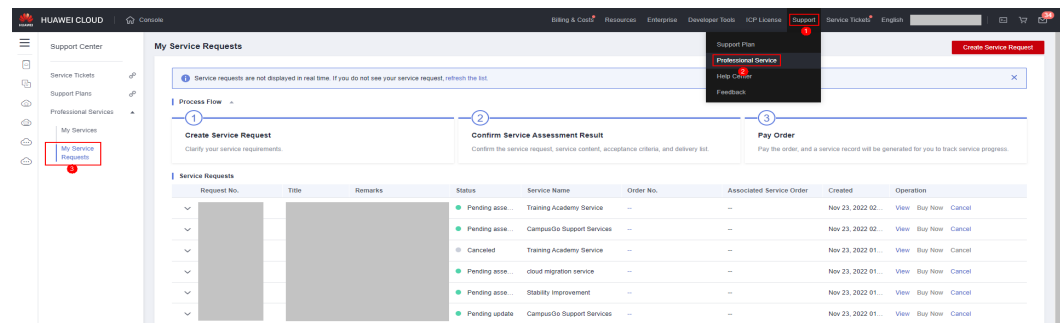 HUAWEI
HUAWEI CLOUD Console Billing & Costs Resources Enterprise Developer Tools ICP License Support Service Tickets English 34
1
Support Center
My Service Requests
Support Plan
Create Service Request
Professional Service
2
Help Center
Feedback
Service Tickets
Support Plans
Professional Services
My Services
My Service
Requests
3
Service requests are not displayed in real time. If you do not see your service request, refresh the list.
Process Flow
1 2 3
Create Service Request Confirm Service Assessment Result Pay Order
Clarify your service requirements. Confirm the service request, service content, acceptance criteria, and delivery list. Pay the order, and a service record will be generated for you to track service progress.
Service Requests
Request No. Title Remarks Status Service Name Order No. Associated Service Order Created Operation
Pending asse... Training Academy Service -- -- Nov 23, 2022 02... View Buy Now Cancel
Pending asse... CampusGo Support Services -- -- Nov 23, 2022 02... View Buy Now Cancel
Canceled Training Academy Service -- -- Nov 23, 2022 01... View Buy Now Cancel
Pending asse... cloud migration service -- -- Nov 23, 2022 01... View Buy Now Cancel
Pending asse... Stability Improvement -- -- Nov 23, 2022 01... View Buy Now Cancel
Pending update CampusGo Support Services -- -- Nov 23, 2022 01... View Buy Now Cancel